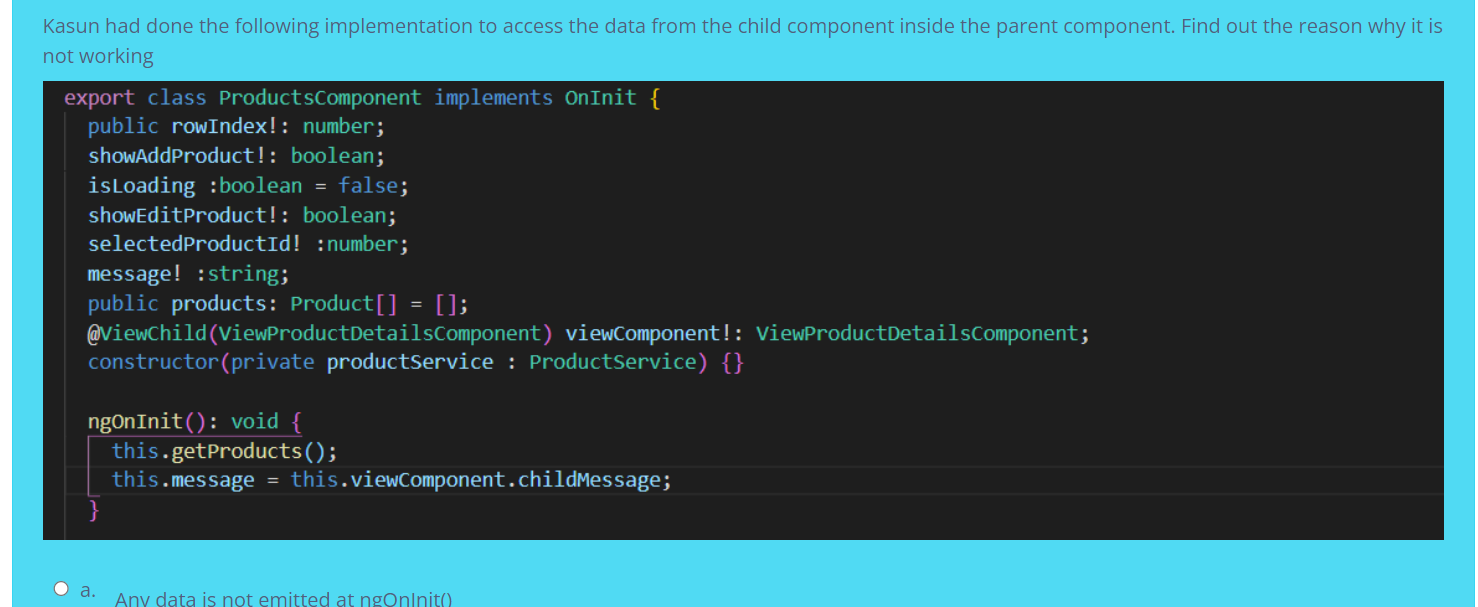 Kasun had done the following implementation to access the data from the child component inside the parent component. Find out the reason why it is
not working
export class ProductsComponent implements OnInit {
public rowIndex!: number;
showAddProduct!: boolean;
isLoading :boolean = false;
showEditProduct!: boolean;
selectedProductId! :number;
message! :string;
public products: Product[] = [];
@ViewChild(ViewProductDetailsComponent) viewComponent!: ViewProductDetailsComponent;
constructor(private productService : ProductService) {}
ngOnInit(): void {
this.getProducts();
this.message = this.viewComponent.childMessage;
}
a. Any data is not emitted at ngOnInit()